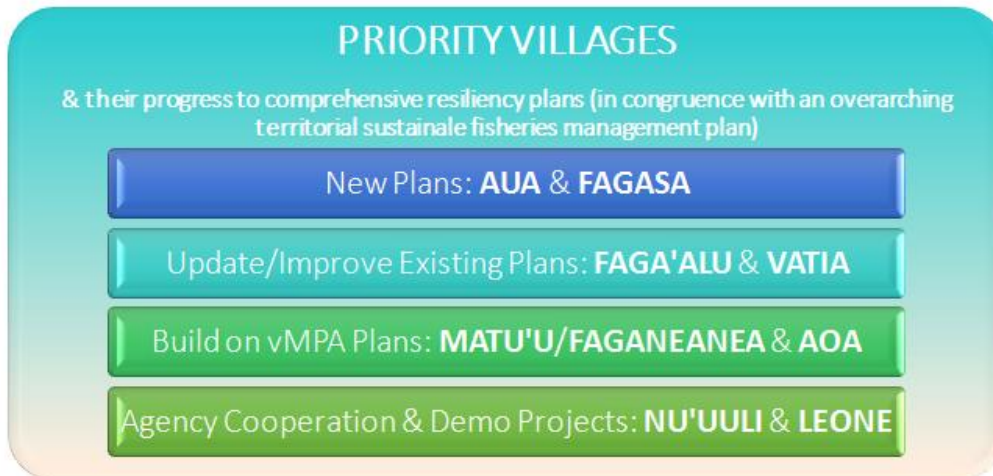 PRIORITY VILLAGES
& their progress to comprehensive resiliency plans (in congruence with an overarching
territorial sustainale fisheries management plan)
New Plans: AUA & FAGASA
Update/Improve Existing Plans: FAGA'ALU & VATIA
Build on vMPA Plans: MATU'U/FAGANEANEA & AOA
Agency Cooperation & Demo Projects: NU'UULI & LEONE